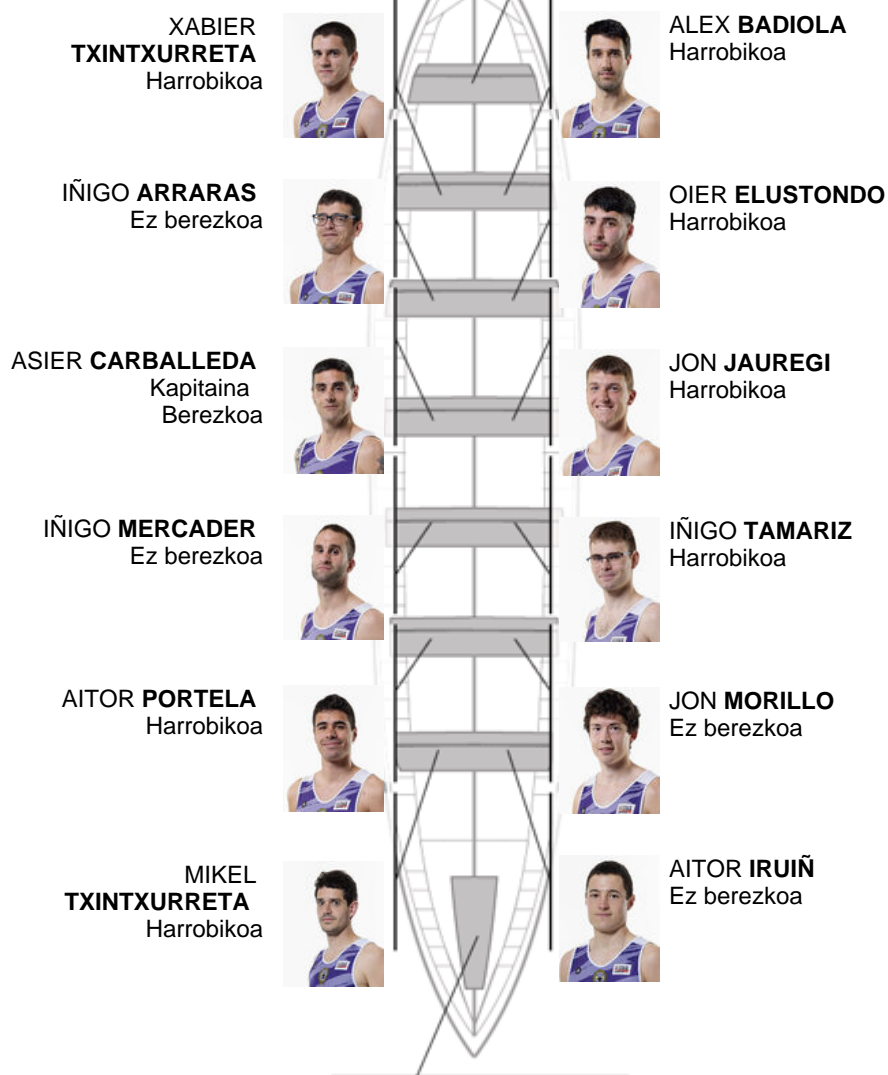 XABIER
TXINTXURRETA
Harrobikoa
ALEX BADIOLA
Harrobikoa
IÑIGO ARRARAS
Ez berezkoa
OIER ELUSTONDO
Harrobikoa
ASIER CARBALLEDA
Kapitaina
Berezkoa
JON JAUREGI
Harrobikoa
IÑIGO MERCADER
Ez berezkoa
IÑIGO TAMARIZ
Harrobikoa
AITOR PORTELA
Harrobikoa
JON MORILLO
Ez berezkoa
MIKEL
TXINTXURRETA
Harrobikoa
AITOR IRUIÑ
Ez berezkoa